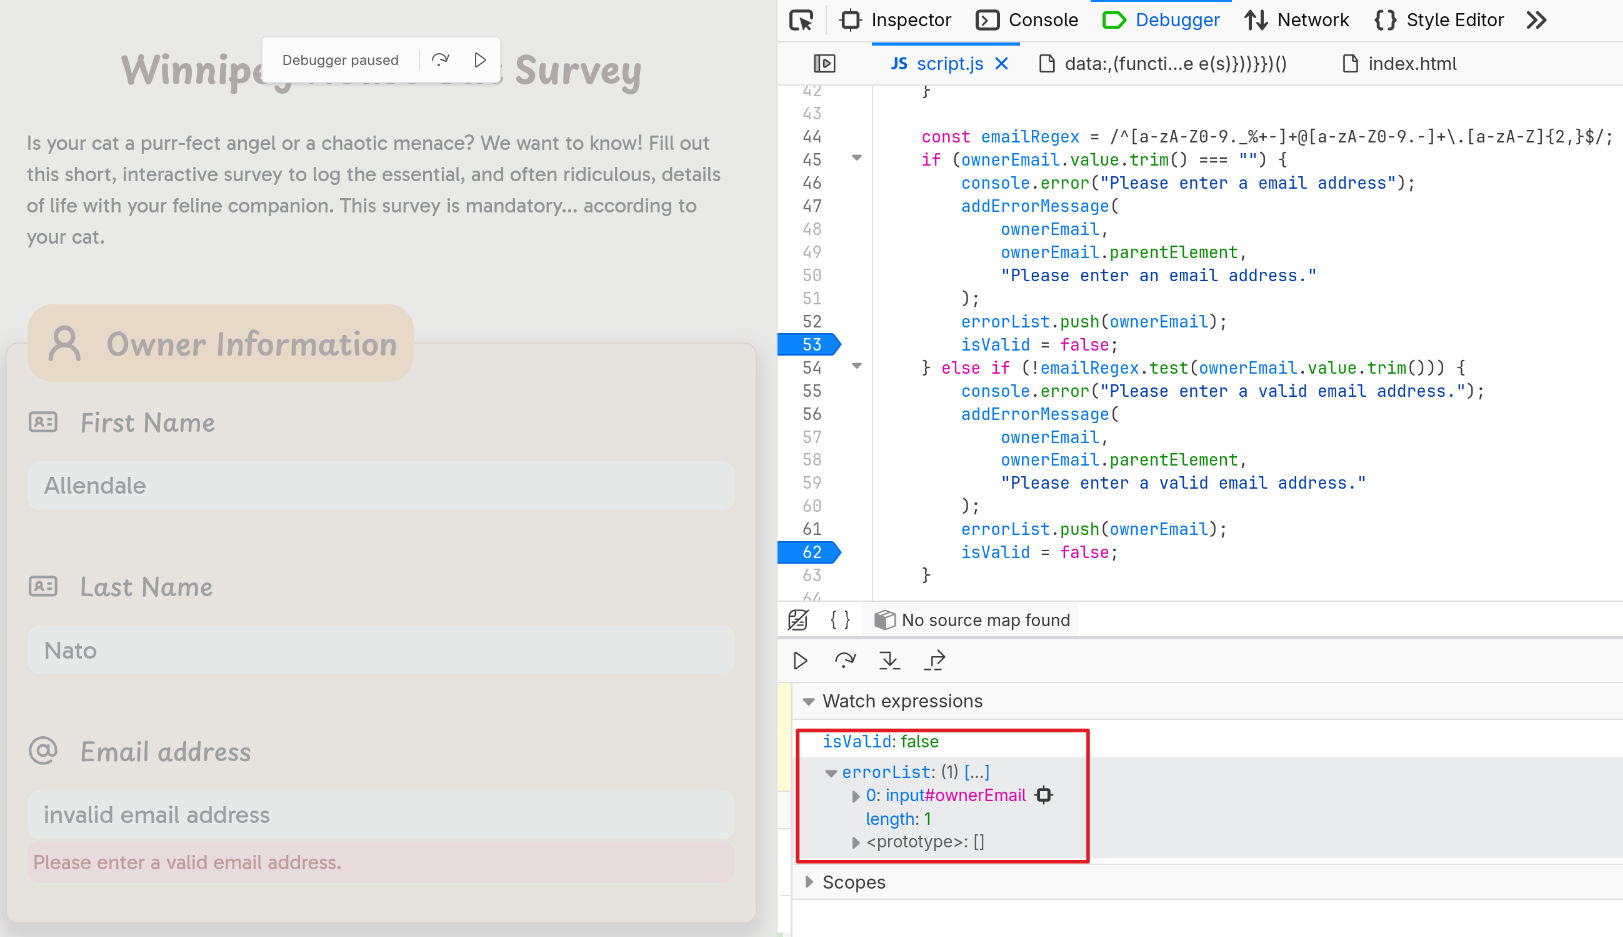 Winnipeg House Cat Survey
Debugger paused
Is your cat a purr-fect angel or a chaotic menace? We want to know! Fill out
this short, interactive survey to log the essential, and often ridiculous, details
of life with your feline companion. This survey is mandatory... according to
your cat.
Owner Information
First Name
Allendale
Last Name
Nato
Email address
invalid email address
Please enter a valid email address.
Inspector Console Debugger Network Style Editor
JS script.js data:,(functi...e e(s)}))}})() index.html
42 }
43
44 const emailRegex = /^[a-zA-Z0-9._%+-]+@[a-zA-Z0-9.-]+\.[a-zA-Z]{2,}$/;
45 if (ownerEmail.value.trim() === "") {
46 console.error("Please enter a email address");
47 addErrorMessage(
48 ownerEmail,
49 ownerEmail.parentElement,
50 "Please enter an email address."
51 );
52 errorList.push(ownerEmail);
53 isValid = false;
54 } else if (!emailRegex.test(ownerEmail.value.trim())) {
55 console.error("Please enter a valid email address.");
56 addErrorMessage(
57 ownerEmail,
58 ownerEmail.parentElement,
59 "Please enter a valid email address."
60 );
61 errorList.push(ownerEmail);
62 isValid = false;
63 }
64
{ } No source map found
Watch expressions
isValid: false
errorList: (1) […]
0: input#ownerEmail
length: 1
<prototype>: []
Scopes